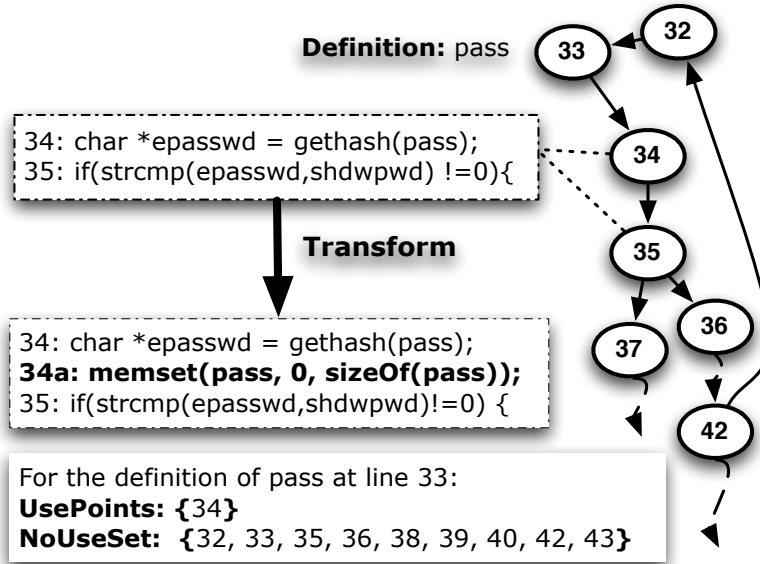 Definition: pass
32
33
34: char *epasswd = gethash(pass);
35: if(strcmp(epasswd,shdwpwd) !=0){
34
Transform
35
34: char *epasswd = gethash(pass);
34a: memset(pass, 0, sizeOf(pass));
35: if(strcmp(epasswd,shdwpwd)!=0) {
37
36
42
For the definition of pass at line 33:
UsePoints: {34}
NoUseSet: {32, 33, 35, 36, 38, 39, 40, 42, 43}